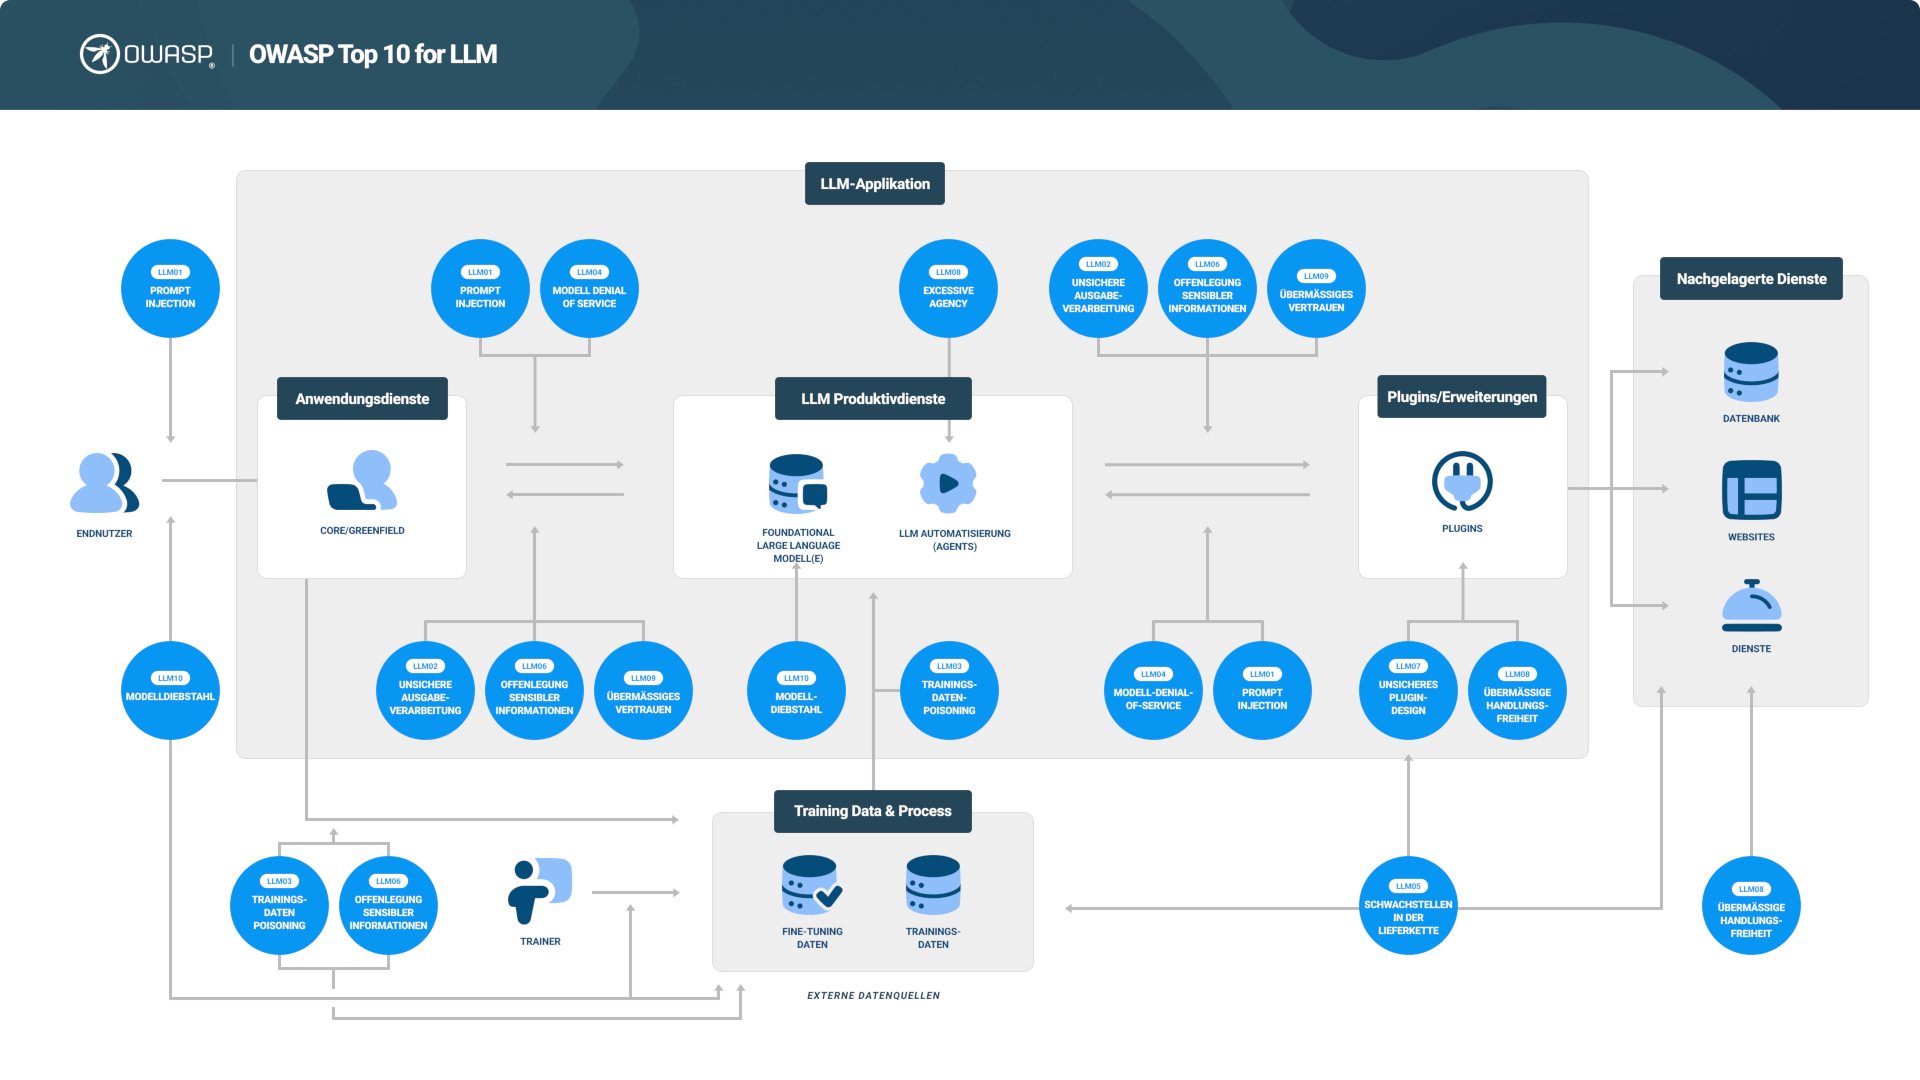 OWASP®
OWASP Top 10 for LLM
LLM-Applikation
LLM01
PROMPT
INJECTION
LLM01
PROMPT
INJECTION
LLM04
MODELL DENIAL
OF SERVICE
LLM08
EXCESSIVE
AGENCY
LLM02
UNSICHERE
AUSGABE-
VERARBEITUNG
LLM06
OFFENLEGUNG
SENSIBLER
INFORMATIONEN
LLM09
ÜBERMÄSSIGES
VERTRAUEN
Nachgelagerte Dienste
DATENBANK
WEBSITES
DIENSTE
Anwendungsdienste
CORE/GREENFIELD
LLM Produktivdienste
FOUNDATIONAL
LARGE LANGUAGE
MODELL(E)
LLM AUTOMATISIERUNG
(AGENTS)
Plugins/Erweiterungen
PLUGINS
ENDNUTZER
LLM10
MODELLDIEBSTAHL
LLM02
UNSICHERE
AUSGABE-
VERARBEITUNG
LLM06
OFFENLEGUNG
SENSIBLER
INFORMATIONEN
LLM09
ÜBERMÄSSIGES
VERTRAUEN
LLM10
MODELL-
DIEBSTAHL
LLM03
TRAININGS-
DATEN-
POISONING
LLM04
MODELL-DENIAL-
OF-SERVICE
LLM01
PROMPT
INJECTION
LLM07
UNSICHERES
PLUGIN-
DESIGN
LLM08
ÜBERMÄSSIGE
HANDLUNGS-
FREIHEIT
Training Data & Process
FINE-TUNING
DATEN
TRAININGS-
DATEN
EXTERNE DATENQUELLEN
LLM03
TRAININGS-
DATEN
POISONING
LLM06
OFFENLEGUNG
SENSIBLER
INFORMATIONEN
TRAINER
LLM05
SCHWACHSTELLEN
IN DER
LIEFERKETTE
LLM08
ÜBERMÄSSIGE
HANDLUNGS-
FREIHEIT